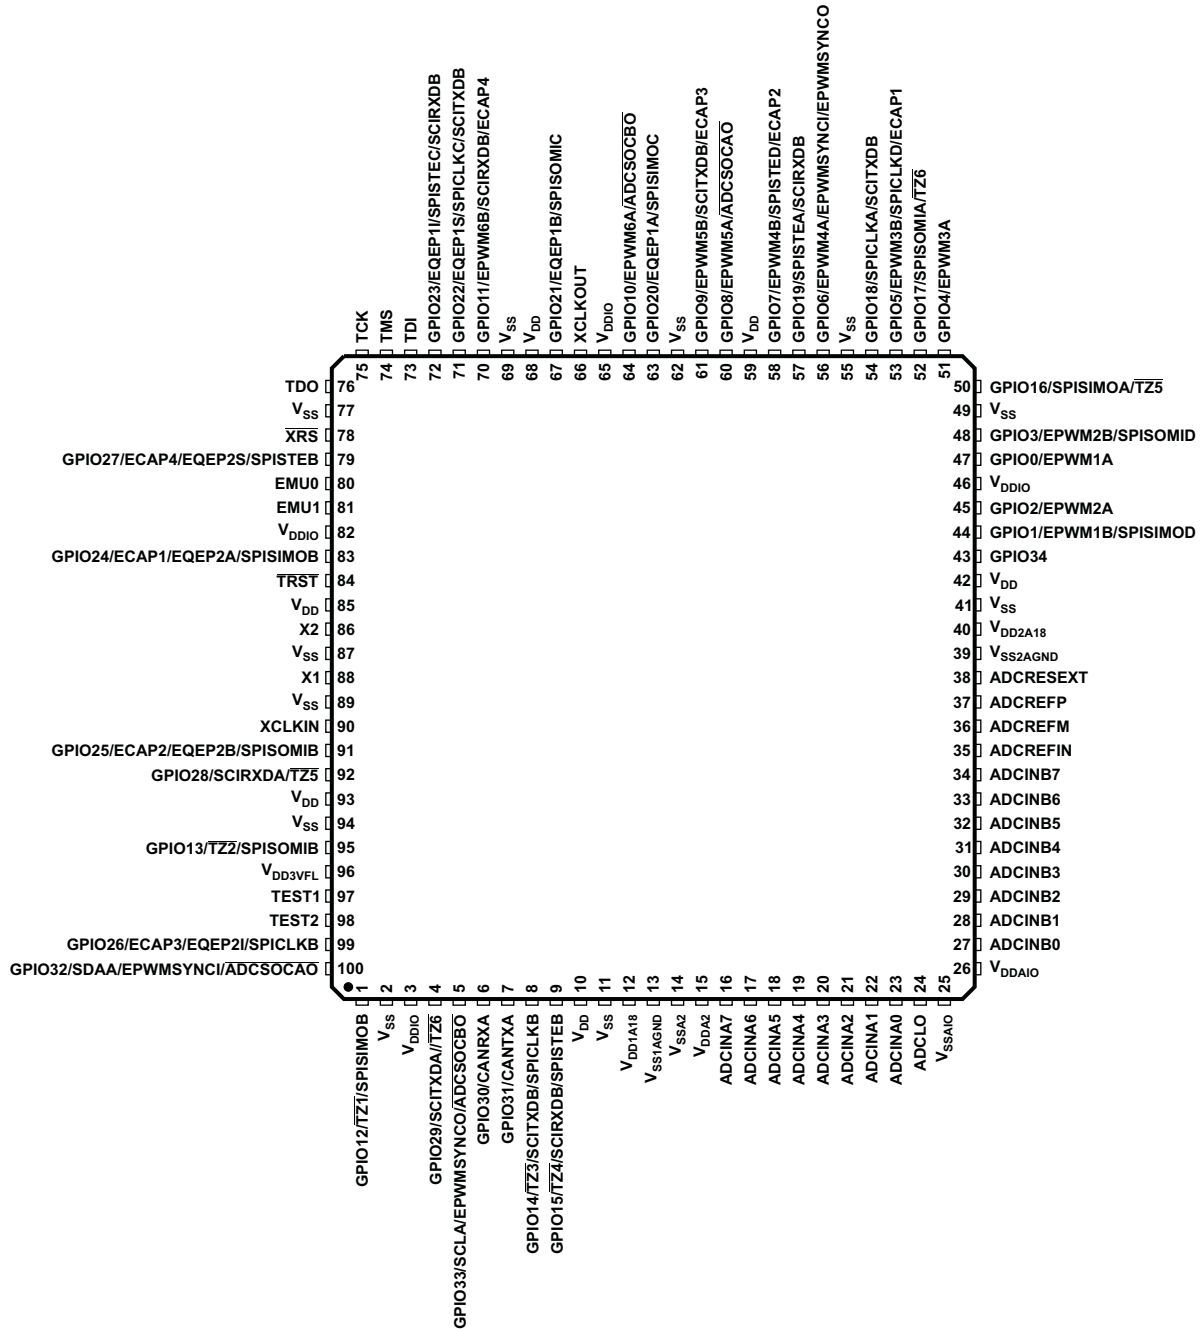 TCK
TMS
TDI
GPIO23/EQEP1I/SPISTEC/SCIRXDB
GPIO22/EQEP1S/SPICLKC/SCITXDB
GPIO11/EPWM6B/SCIRXDB/ECAP4
VSS
VDD
GPIO21/EQEP1B/SPISOMIC
XCLKOUT
VDDIO
GPIO10/EPWM6A/ADCSOCBO
GPIO20/EQEP1A/SPISIMOC
VSS
GPIO9/EPWM5B/SCITXDB/ECAP3
GPIO8/EPWM5A/ADCSOCAO
VDD
GPIO7/EPWM4B/SPISTED/ECAP2
GPIO19/SPISTEA/SCIRXDB
GPIO6/EPWM4A/EPWMSYNCI/EPWMSYNCO
VSS
GPIO18/SPICLKA/SCITXDB
GPIO5/EPWM3B/SPICLKD/ECAP1
GPIO17/SPISOMIA/TZ6
GPIO4/EPWM3A
75
74
73
72
71
70
69
68
67
66
65
64
63
62
61
60
59
58
57
56
55
54
53
52
51
TDO 76
VSS 77
XRS 78
GPIO27/ECAP4/EQEP2S/SPISTEB 79
EMU0 80
EMU1 81
VDDIO 82
GPIO24/ECAP1/EQEP2A/SPISIMOB 83
TRST 84
VDD 85
X2 86
VSS 87
X1 88
VSS 89
XCLKIN 90
GPIO25/ECAP2/EQEP2B/SPISOMIB 91
GPIO28/SCIRXDA/TZ5 92
VDD 93
VSS 94
GPIO13/TZ2/SPISOMIB 95
VDD3VFL 96
TEST1 97
TEST2 98
GPIO26/ECAP3/EQEP2I/SPICLKB 99
GPIO32/SDAA/EPWMSYNCI/ADCSOCAO 100
50 GPIO16/SPISIMOA/TZ5
49 VSS
48 GPIO3/EPWM2B/SPISOMID
47 GPIO0/EPWM1A
46 VDDIO
45 GPIO2/EPWM2A
44 GPIO1/EPWM1B/SPISIMOD
43 GPIO34
42 VDD
41 VSS
40 VDD2A18
39 VSS2AGND
38 ADCRESEXT
37 ADCREFP
36 ADCREFM
35 ADCREFIN
34 ADCINB7
33 ADCINB6
32 ADCINB5
31 ADCINB4
30 ADCINB3
29 ADCINB2
28 ADCINB1
27 ADCINB0
26 VDDAIO
1
2
3
4
5
6
7
8
9
10
11
12
13
14
15
16
17
18
19
20
21
22
23
24
25
GPIO12/TZ1/SPISIMOB
VSS
VDDIO
GPIO29/SCITXDA//TZ6
GPIO33/SCLA/EPWMSYNCO/ADCSOCBO
GPIO30/CANRXA
GPIO31/CANTXA
GPIO14/TZ3/SCITXDB/SPICLKB
GPIO15/TZ4/SCIRXDB/SPISTEB
VDD
VSS
VDD1A18
VSS1AGND
VSSA2
VDDA2
ADCINA7
ADCINA6
ADCINA5
ADCINA4
ADCINA3
ADCINA2
ADCINA1
ADCINA0
ADCLO
VSSAIO